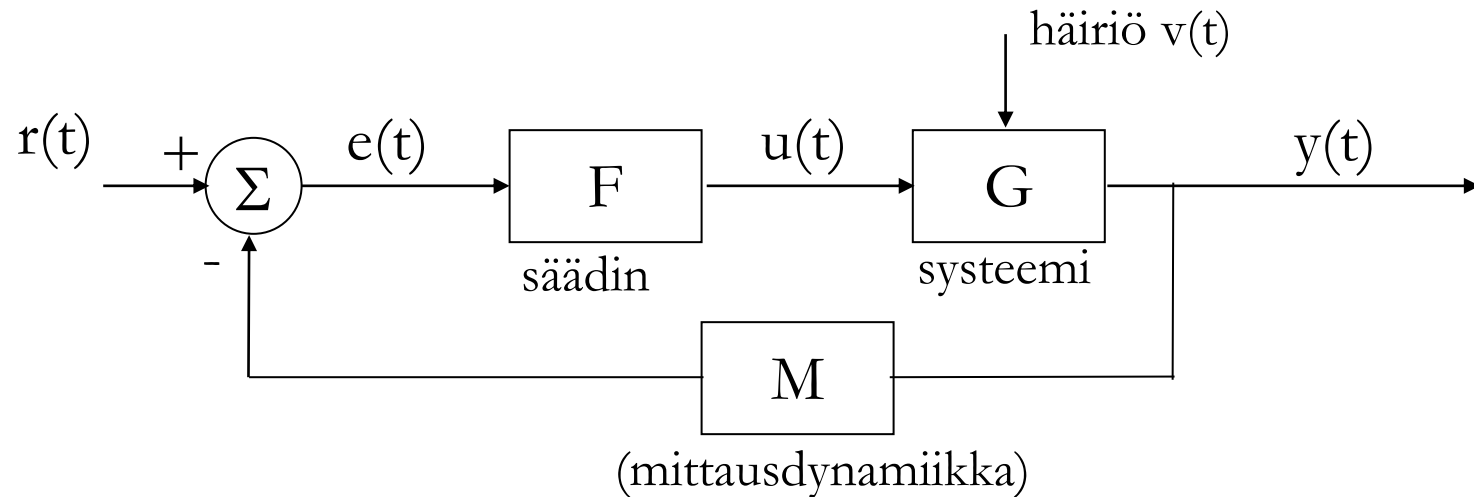 häiriö v(t)
r(t) + e(t) u(t) y(t)
Σ F G
-
säädin systeemi
M
(mittausdynamiikka)